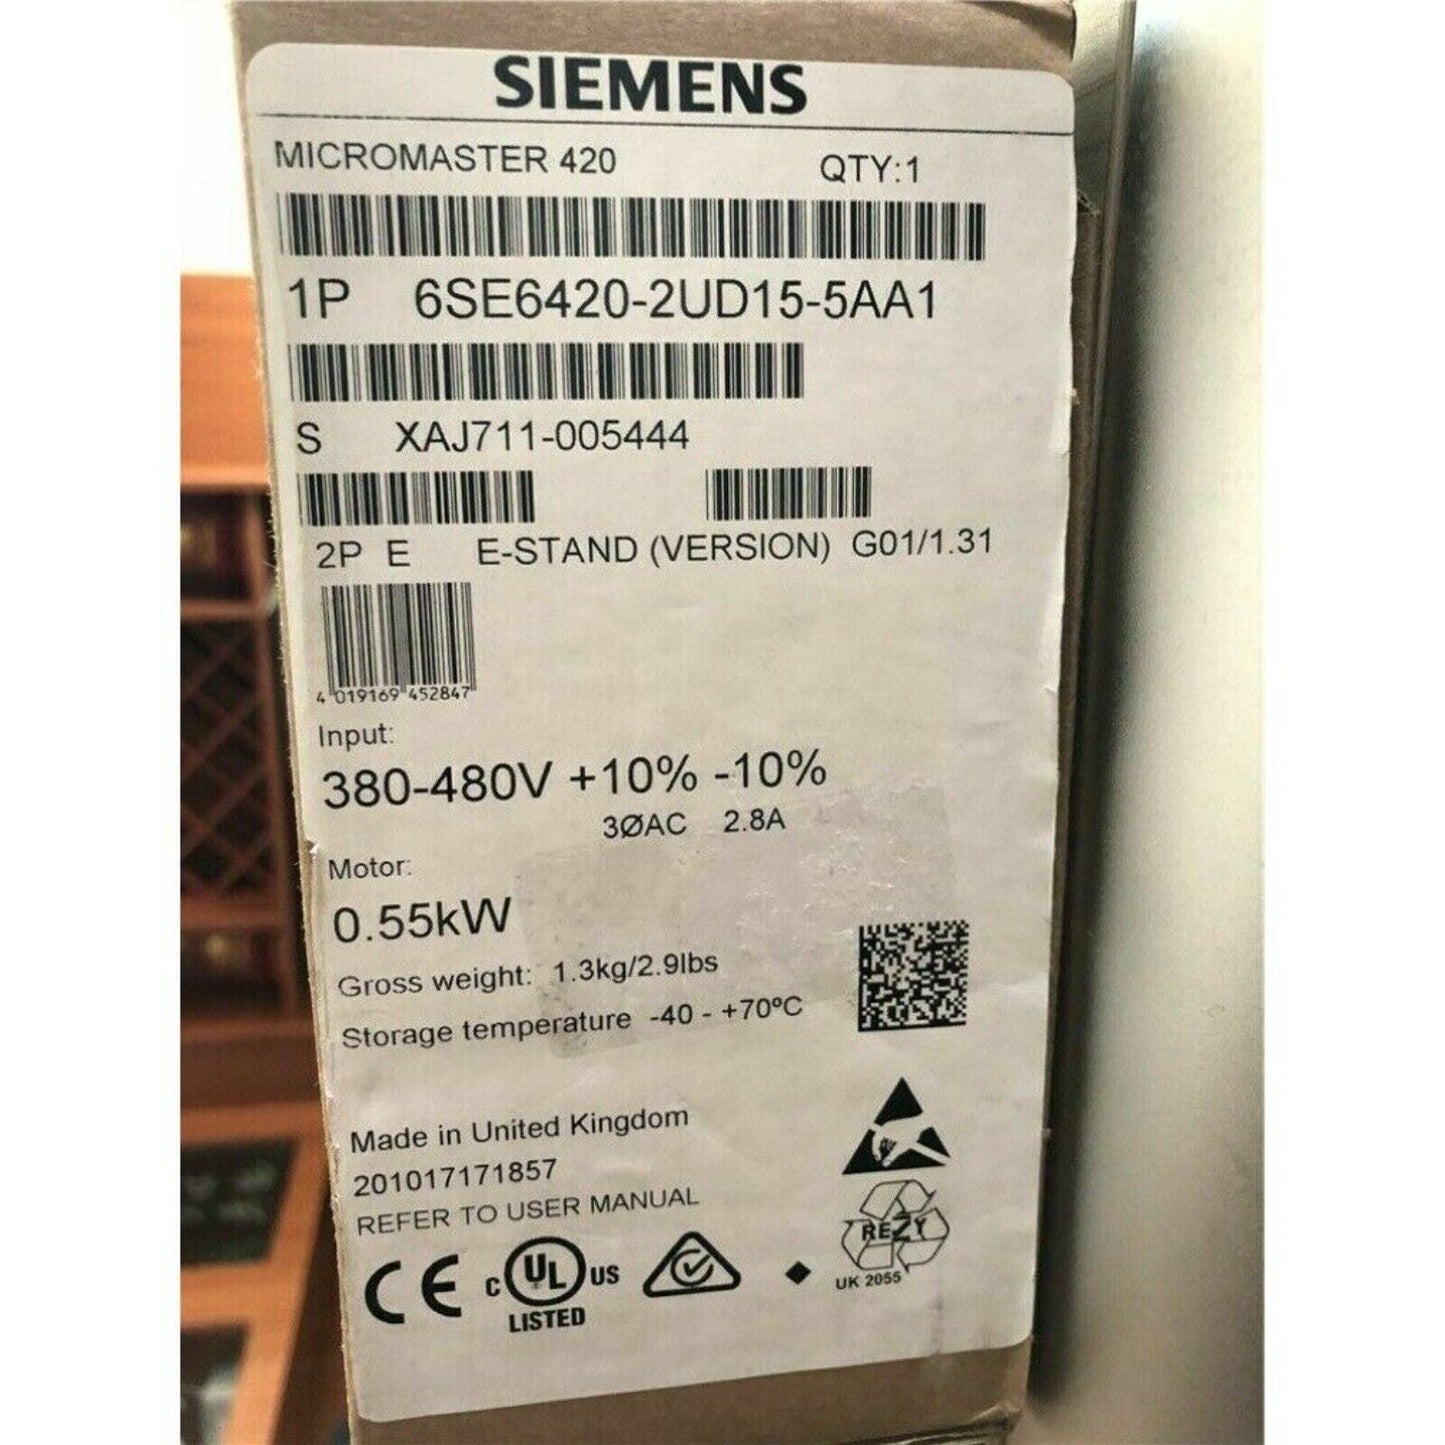 SIEMENS
MICROMASTER 420 QTY:1
1P 6SE6420-2UD15-5AA1
S XAJ711-005444
2P E E-STAND (VERSION) G01/1.31
4 019169 452847
Input:
380-480V +10% -10%
3ØAC 2.8A
Motor:
0.55kW
Gross weight: 1.3kg/2.9lbs
Storage temperature -40 - +70ºC
Made in United Kingdom
201017171857
REFER TO USER MANUAL
CE c UL US
LISTED
REZY
UK 2055